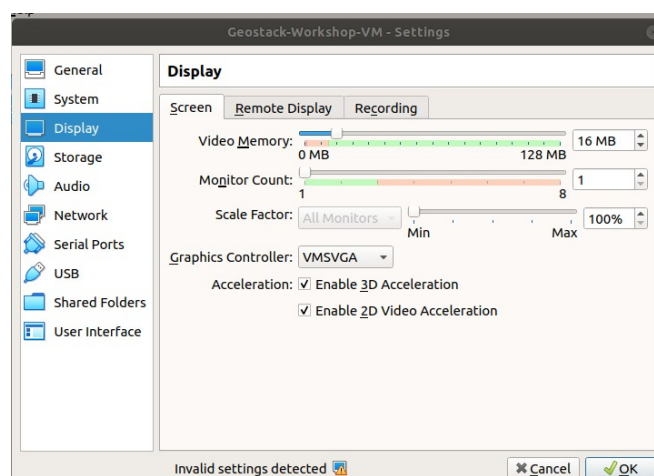 Geostack-Workshop-VM - Settings
General
System
Display
Storage
Audio
Network
Serial Ports
USB
Shared Folders
User Interface
Display
Screen Remote Display Recording
Video Memory: 16 MB
0 MB 128 MB
Monitor Count: 1
1 8
Scale Factor: All Monitors 100%
Min Max
Graphics Controller: VMSVGA
Acceleration: Enable 3D Acceleration
Enable 2D Video Acceleration
Invalid settings detected Cancel OK